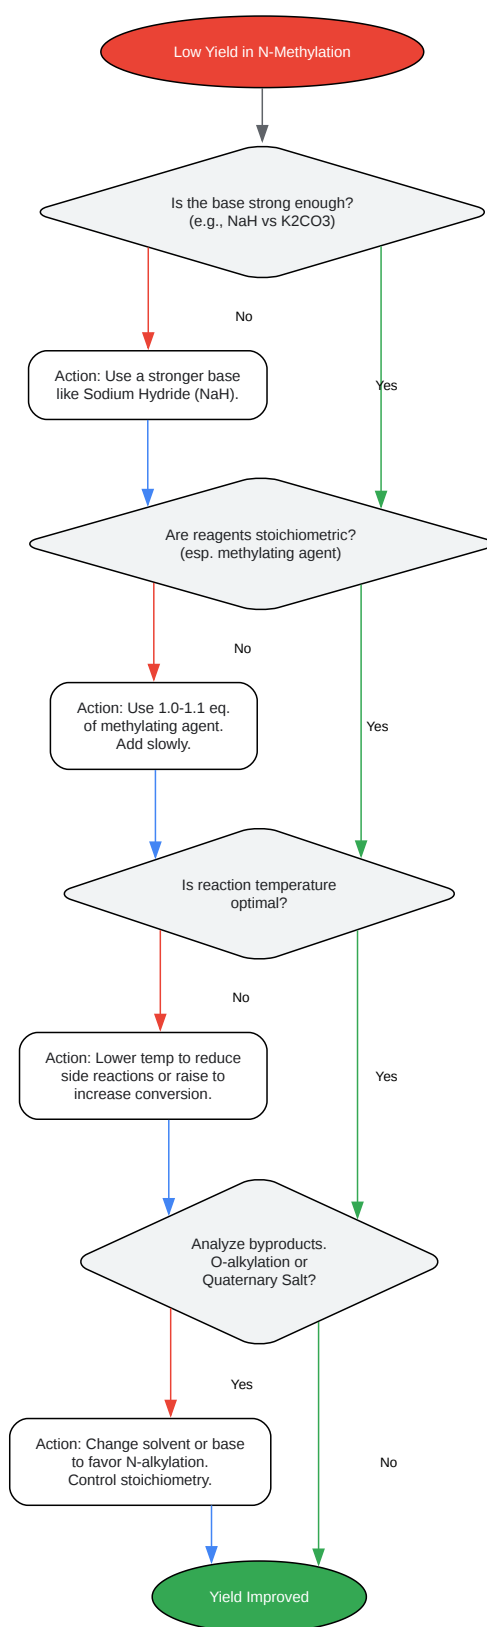 Low Yield in N-Methylation
Is the base strong enough?
(e.g., NaH vs K2CO3)
No
Action: Use a stronger base
like Sodium Hydride (NaH).
Yes
Are reagents stoichiometric?
(esp. methylating agent)
No
Action: Use 1.0-1.1 eq.
of methylating agent.
Add slowly.
Yes
Is reaction temperature
optimal?
No
Action: Lower temp to reduce
side reactions or raise to
increase conversion.
Yes
Analyze byproducts.
O-alkylation or
Quaternary Salt?
Yes
Action: Change solvent or base
to favor N-alkylation.
Control stoichiometry.
No
Yield Improved